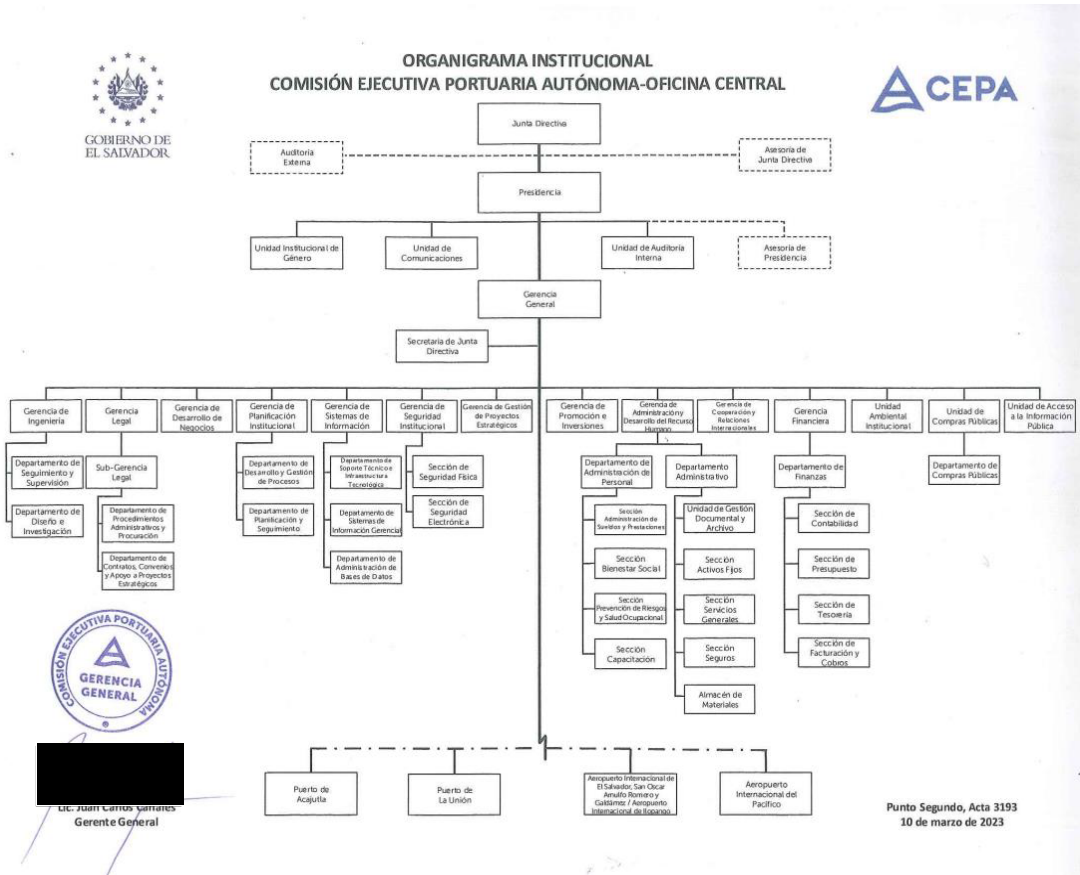 ORGANIGRAMA INSTITUCIONAL
COMISIÓN EJECUTIVA PORTUARIA AUTÓNOMA-OFICINA CENTRAL
GOBIERNO DE
EL SALVADOR
CEPA
Junta Directiva
Auditoría
Externa
Asesoría de
Junta Directiva
Presidencia
Unidad Institucional de
Género
Unidad de
Comunicaciones
Unidad de Auditoría
Interna
Asesoría de
Presidencia
Gerencia
General
Secretaría de Junta
Directiva
Gerencia de
Ingeniería
Gerencia
Legal
Gerencia de
Desarrollo de
Negocios
Gerencia de
Planificación
Institucional
Gerencia de
Sistemas de
Información
Gerencia de
Seguridad
Institucional
Gerencia de Gestión
de Proyectos
Estratégicos
Gerencia de
Promoción e
Inversiones
Gerencia de
Administración y
Desarrollo del Recurso
Humano
Gerencia de
Cooperación y
Relaciones
Internacionales
Gerencia
Financiera
Unidad
Ambiental
Institucional
Unidad de
Compras Públicas
Unidad de Acceso
a la Información
Pública
Departamento de
Seguimiento y
Supervisión
Departamento de
Diseño e
Investigación
Sub-Gerencia
Legal
Departamento de
Procedimientos
Administrativos y
Procuración
Departamento de
Contratos, Convenios
y Apoyo a Proyectos
Estratégicos
Departamento de
Desarrollo y Gestión
de Procesos
Departamento de
Planificación y
Seguimiento
Departamento de
Soporte Técnico e
Infraestructura
Tecnológica
Departamento de
Sistemas de
Información Gerencial
Departamento de
Administración de
Bases de Datos
Sección de
Seguridad Física
Sección de
Seguridad
Electrónica
Departamento de
Administración de
Personal
Sección
Administración de
Sueldos y Prestaciones
Sección
Bienestar Social
Sección
Prevención de Riesgos
y Salud Ocupacional
Sección
Capacitación
Departamento
Administrativo
Unidad de Gestión
Documental y
Archivo
Sección
Activos Fijos
Sección
Servicios
Generales
Sección
Seguros
Almacén de
Materiales
Departamento de
Finanzas
Sección de
Contabilidad
Sección de
Presupuesto
Sección de
Tesorería
Sección de
Facturación y
Cobros
Departamento de
Compras Públicas
COMISIÓN EJECUTIVA PORTUARIA AUTÓNOMA
GERENCIA
GENERAL
Lic. Juan Carlos Canales
Gerente General
Puerto de
Acajutla
Puerto de
La Unión
Aeropuerto Internacional de
El Salvador, San Oscar
Arnulfo Romero y
Galdámez / Aeropuerto
Internacional de Ilopango
Aeropuerto
Internacional del
Pacífico
Punto Segundo, Acta 3193
10 de marzo de 2023